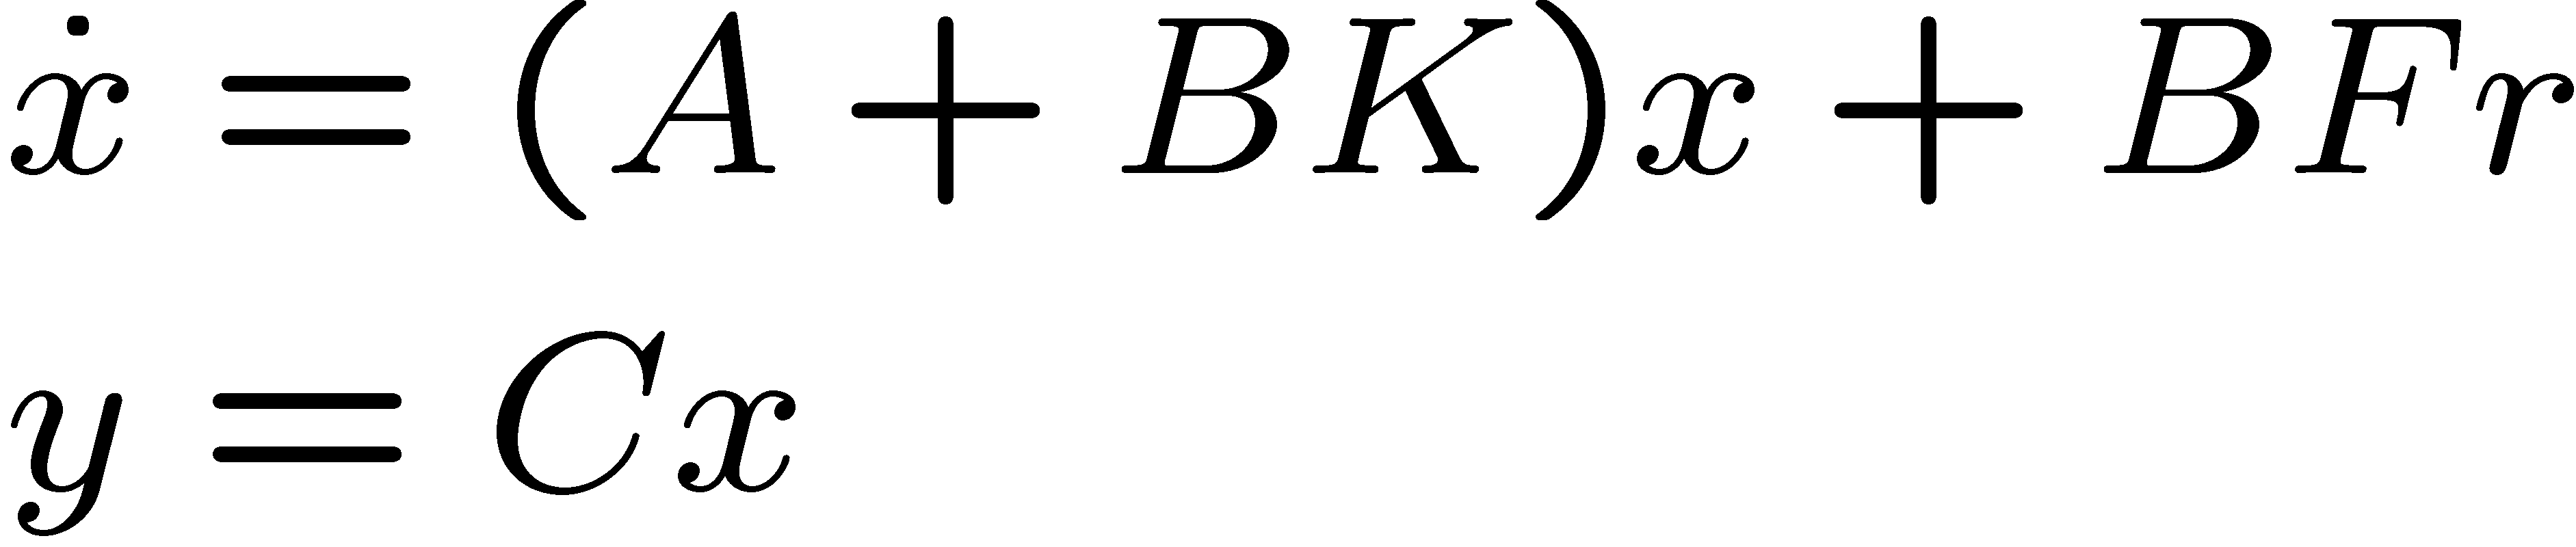 ẋ = (A + BK)x + BFr
y = Cx